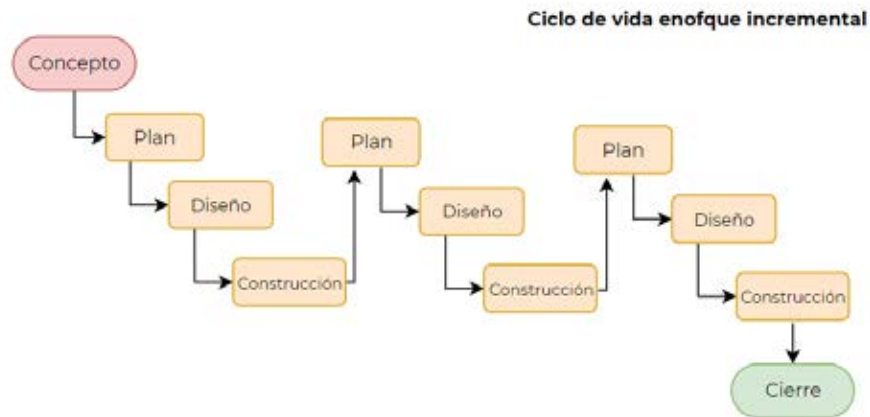 Ciclo de vida enofque incremental
Concepto
Plan
Diseño
Construcción
Plan
Diseño
Construcción
Plan
Diseño
Construcción
Cierre